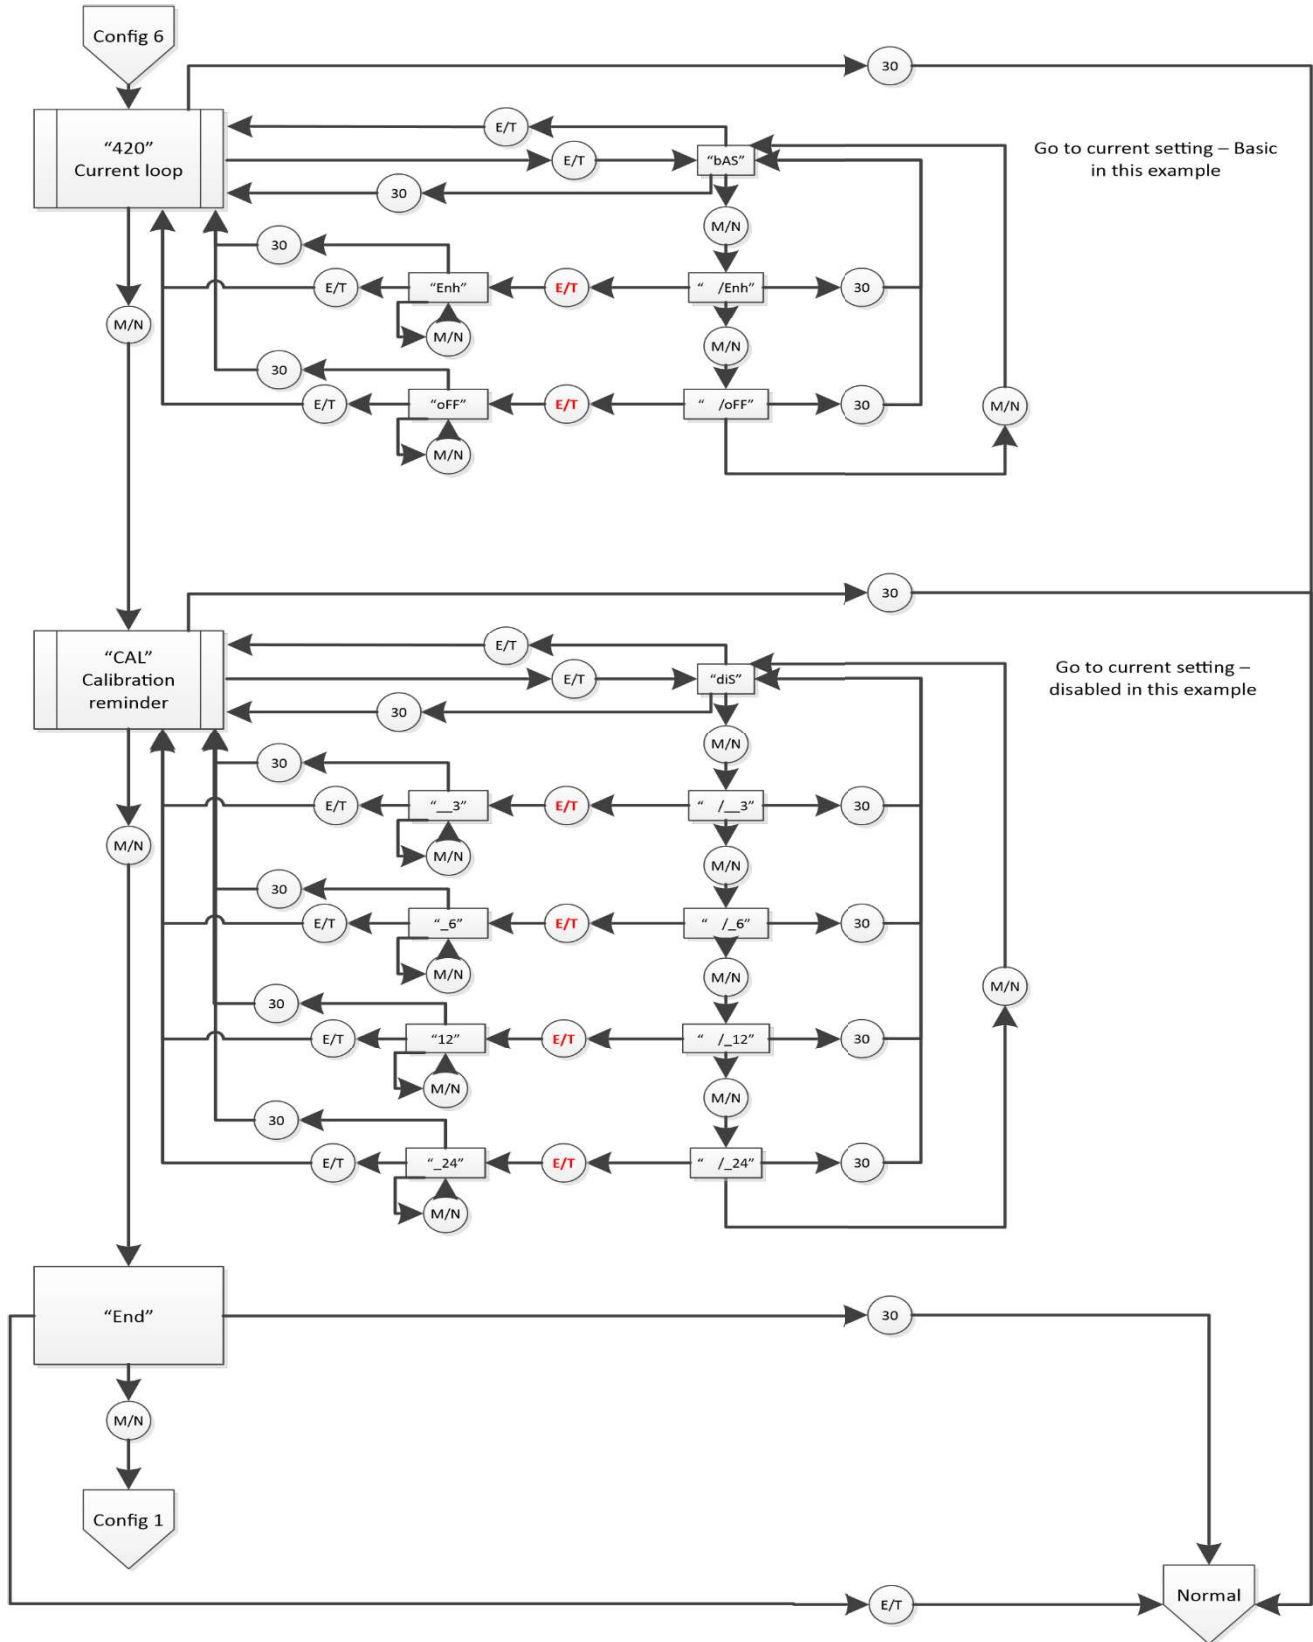 Config 6
30
E/T
“420”
Current loop
E/T
“bAS”
Go to current setting – Basic
in this example
30
M/N
30
E/T
“Enh”
E/T
“   /Enh”
30
M/N
M/N
M/N
30
E/T
“oFF”
E/T
“   /oFF”
30
M/N
M/N
30
E/T
“CAL”
Calibration
reminder
E/T
“diS”
Go to current setting –
disabled in this example
30
M/N
30
E/T
“__3”
E/T
“   /__3”
30
M/N
M/N
M/N
30
E/T
“_6”
E/T
“   /_6”
30
M/N
M/N
M/N
30
E/T
“12”
E/T
“   /_12”
30
M/N
M/N
30
E/T
“_24”
E/T
“   /_24”
30
M/N
“End”
30
M/N
Config 1
Normal
E/T